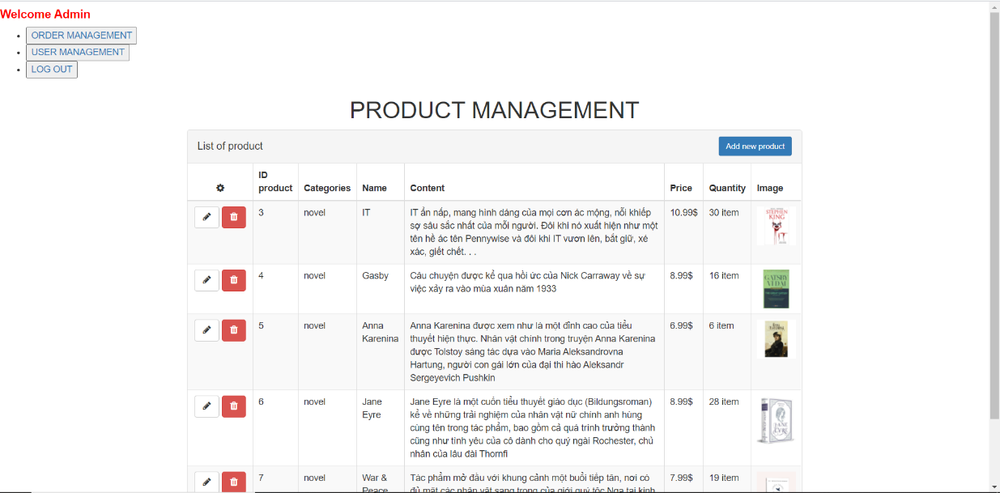 Welcome Admin
ORDER MANAGEMENT
USER MANAGEMENT
LOG OUT
PRODUCT MANAGEMENT
List of product
Add new product
ID
product
Categories
Name
Content
Price
Quantity
Image
3
novel
IT
IT ẩn nấp, mang hình dáng của mọi cơn ác mộng, nỗi khiếp
sợ sâu sắc nhất của mỗi người. Đôi khi nó xuất hiện như một
tên hề ác tên Pennywise và đôi khi IT vươn lên, bắt giữ, xé
xác, giết chết. . .
10.99$
30 item
STEPHEN
KING
IT
4
novel
Gasby
Câu chuyện được kể qua hồi ức của Nick Carraway về sự
việc xảy ra vào mùa xuân năm 1933
8.99$
16 item
GATSBY
VĨ ĐẠI
5
novel
Anna
Karenina
Anna Karenina được xem như là một đỉnh cao của tiểu
thuyết hiện thực. Nhân vật chính trong truyện Anna Karenina
được Tolstoy sáng tác dựa vào Maria Aleksandrovna
Hartung, người con gái lớn của đại thi hào Aleksandr
Sergeyevich Pushkin
6.99$
6 item
6
novel
Jane
Eyre
Jane Eyre là một cuốn tiểu thuyết giáo dục (Bildungsroman)
kể về những trải nghiệm của nhân vật nữ chính anh hùng
cùng tên trong tác phẩm, bao gồm cả quá trình trưởng thành
cũng như tình yêu của cô dành cho quý ngài Rochester, chủ
nhân của lâu đài Thornfi
8.99$
28 item
JANE
EYRE
7
novel
War &
Peace
Tác phẩm mở đầu với khung cảnh một buổi tiếp tân, nơi có
đủ mặt các nhân vật sang trọng của giới quý tộc Nga tại kinh
7.99$
19 item